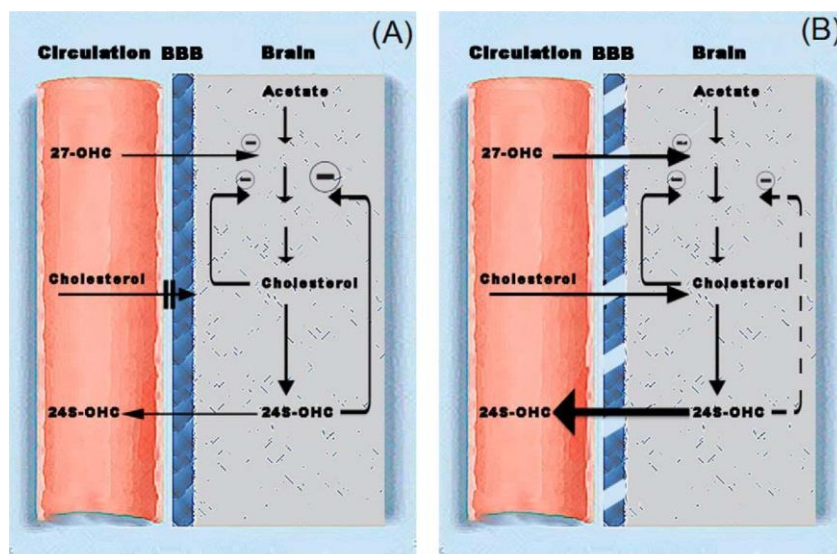 (A)
Circulation BBB Brain
Acetate
27-OHC
Cholesterol Cholesterol
24S-OHC 24S-OHC
(B)
Circulation BBB Brain
Acetate
27-OHC
Cholesterol Cholesterol
24S-OHC 24S-OHC